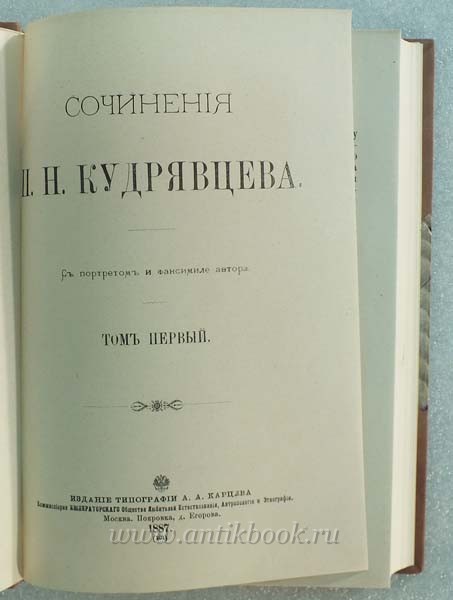 СОЧИНЕНІЯ
П. Н. КУДРЯВЦЕВА.
Съ портретомъ и факсимиле автора.
ТОМЪ ПЕРВЫЙ.
ИЗДАНІЕ ТИПОГРАФІИ А. А. КАРЦЕВА
Коммиссіонера ИМПЕРАТОРСКАГО Общества Любителей Естествознанія, Антропологіи и Этнографіи.
Москва. Покровка, д. Егорова.
1887.
www.antikbook.ru